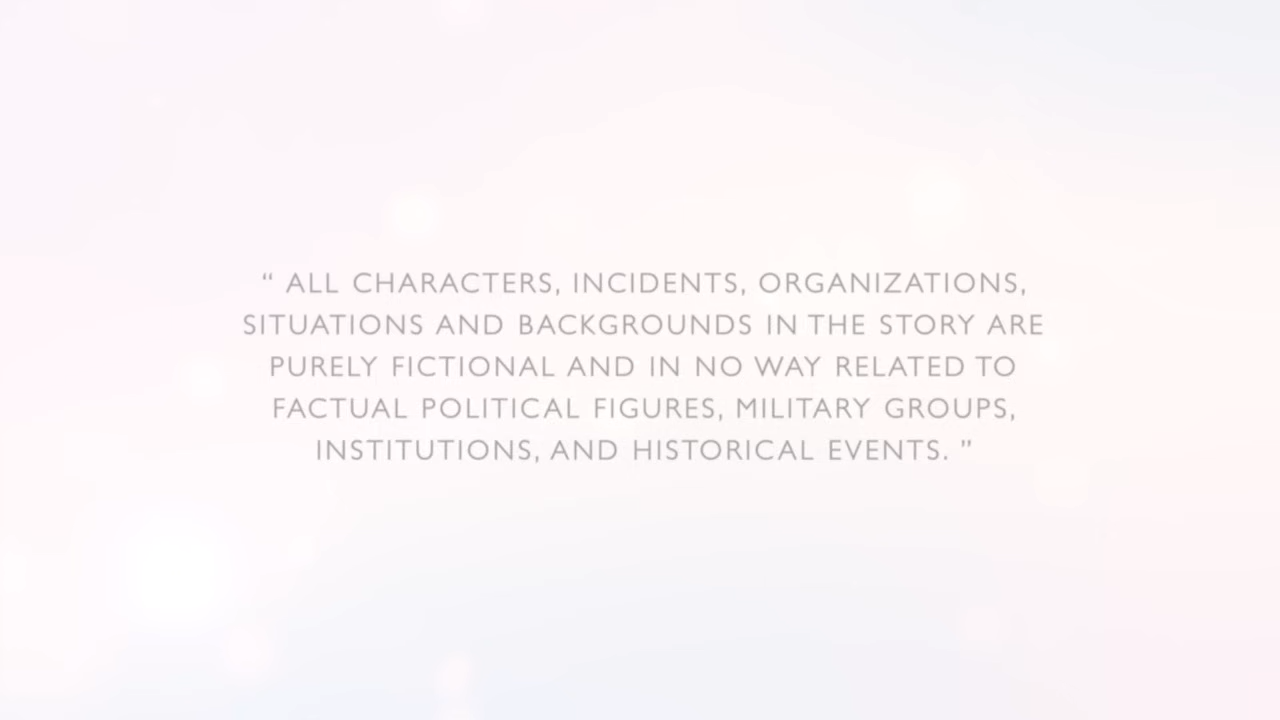 “ ALL CHARACTERS, INCIDENTS, ORGANIZATIONS,
SITUATIONS AND BACKGROUNDS IN THE STORY ARE
PURELY FICTIONAL AND IN NO WAY RELATED TO
FACTUAL POLITICAL FIGURES, MILITARY GROUPS,
INSTITUTIONS, AND HISTORICAL EVENTS. ”